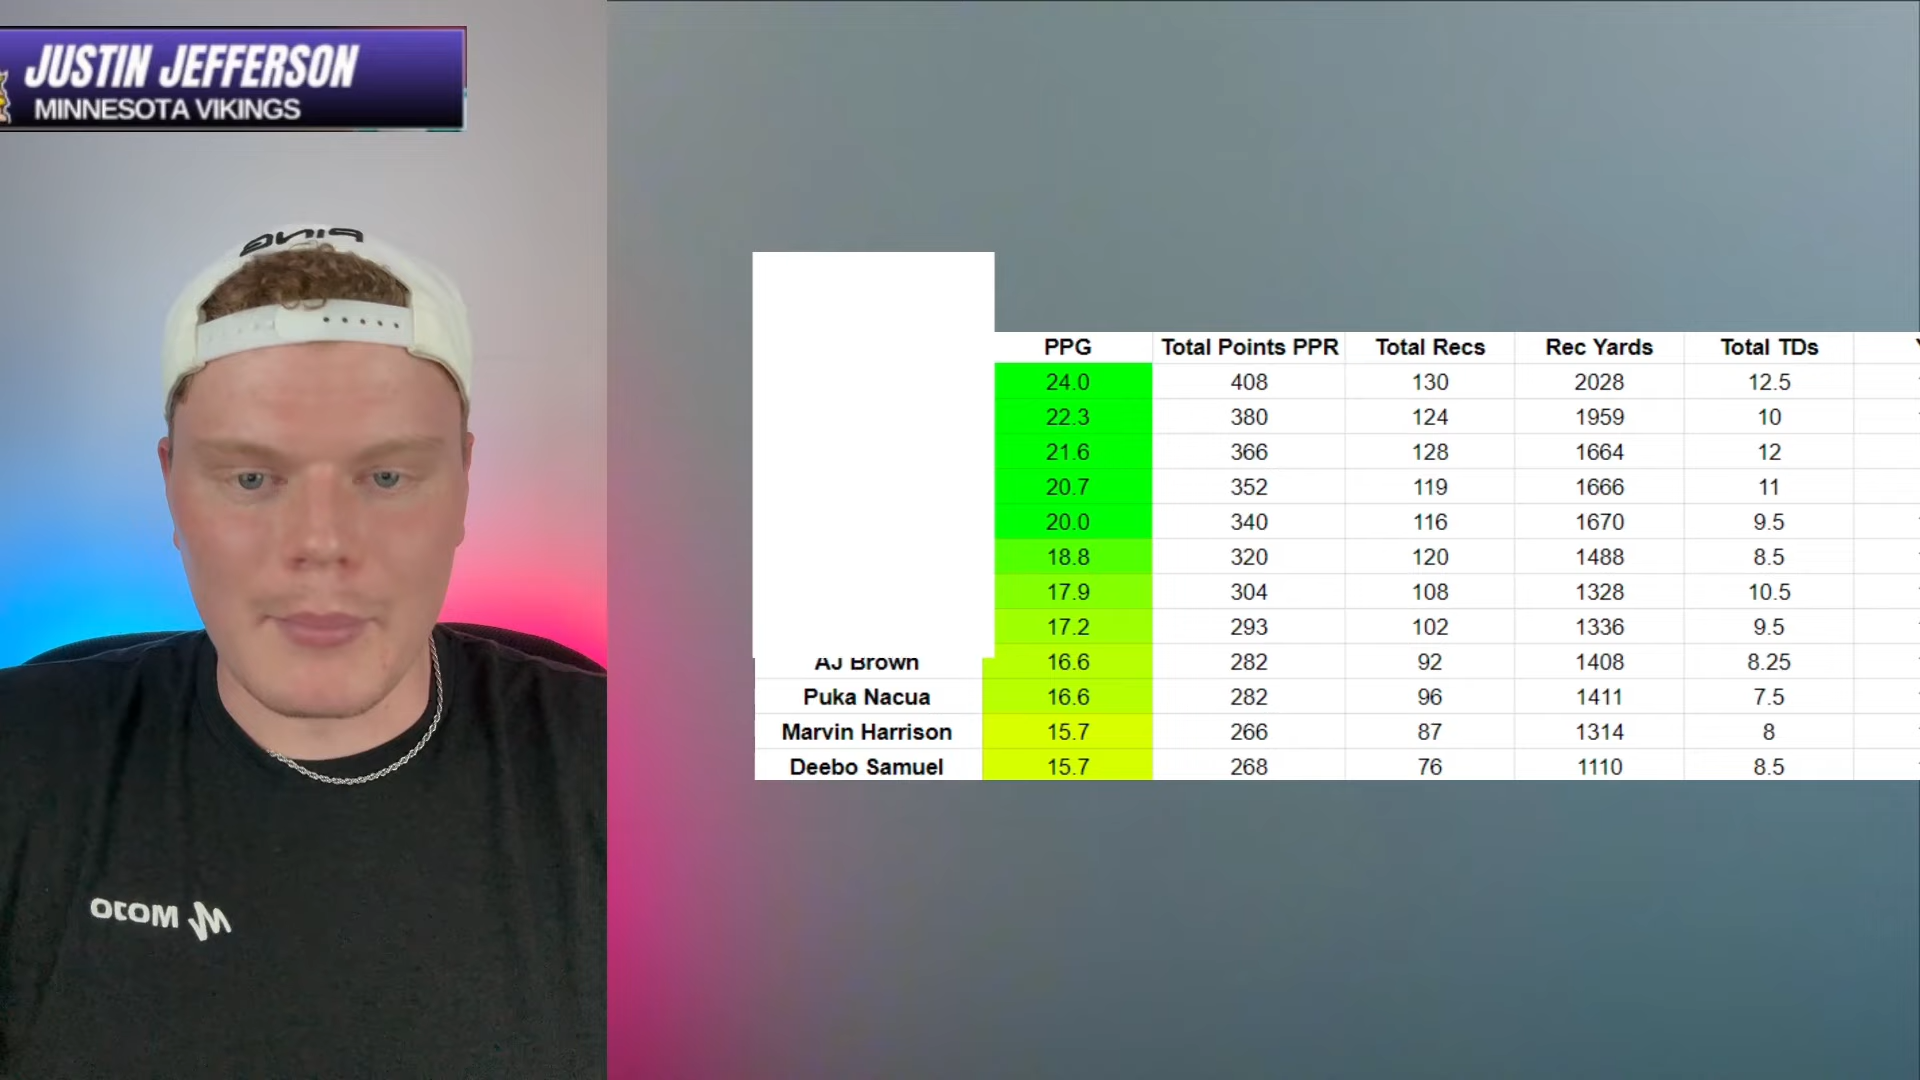 JUSTIN JEFFERSON
MINNESOTA VIKINGS
PING
MOJO
PPG Total Points PPR Total Recs Rec Yards Total TDs
24.0 408 130 2028 12.5
22.3 380 124 1959 10
21.6 366 128 1664 12
20.7 352 119 1666 11
20.0 340 116 1670 9.5
18.8 320 120 1488 8.5
17.9 304 108 1328 10.5
17.2 293 102 1336 9.5
AJ Brown 16.6 282 92 1408 8.25
Puka Nacua 16.6 282 96 1411 7.5
Marvin Harrison 15.7 266 87 1314 8
Deebo Samuel 15.7 268 76 1110 8.5